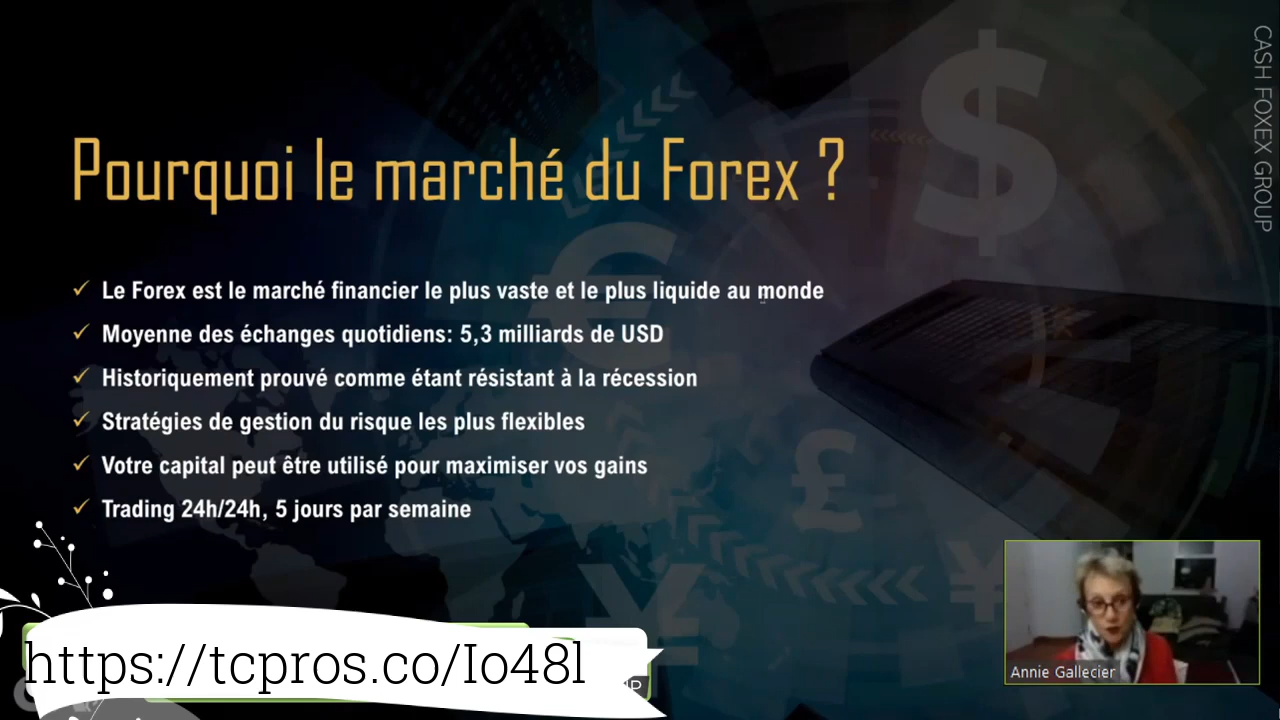 Pourquoi le marché du Forex ?
Le Forex est le marché financier le plus vaste et le plus liquide au monde
Moyenne des échanges quotidiens: 5,3 milliards de USD
Historiquement prouvé comme étant résistant à la récession
Stratégies de gestion du risque les plus flexibles
Votre capital peut être utilisé pour maximiser vos gains
Trading 24h/24h, 5 jours par semaine
CASH FOXEX GROUP
https://tcpros.co/Io48l
Annie Gallecier